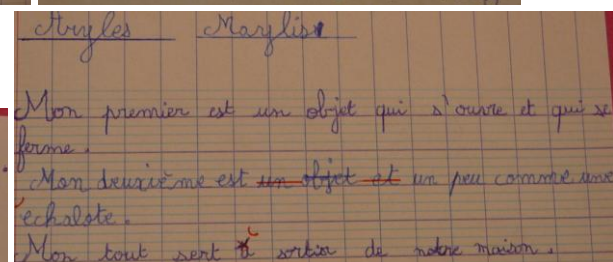 Maylis
Mon premier est un objet qui s'ouvre et qui se
ferme.
Mon deuxième est un objet et un peu comme une
échalote.
Mon tout sert à sortir de notre maison.